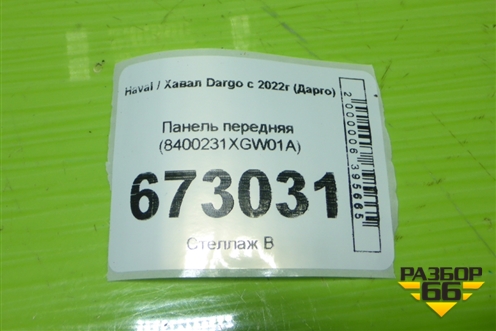 Haval / Хавал Dargo с 2022г (Дарго)
Панель передняя
(8400231XGW01A)
673031
Стеллаж В
2000006395665
РАЗБОР
66